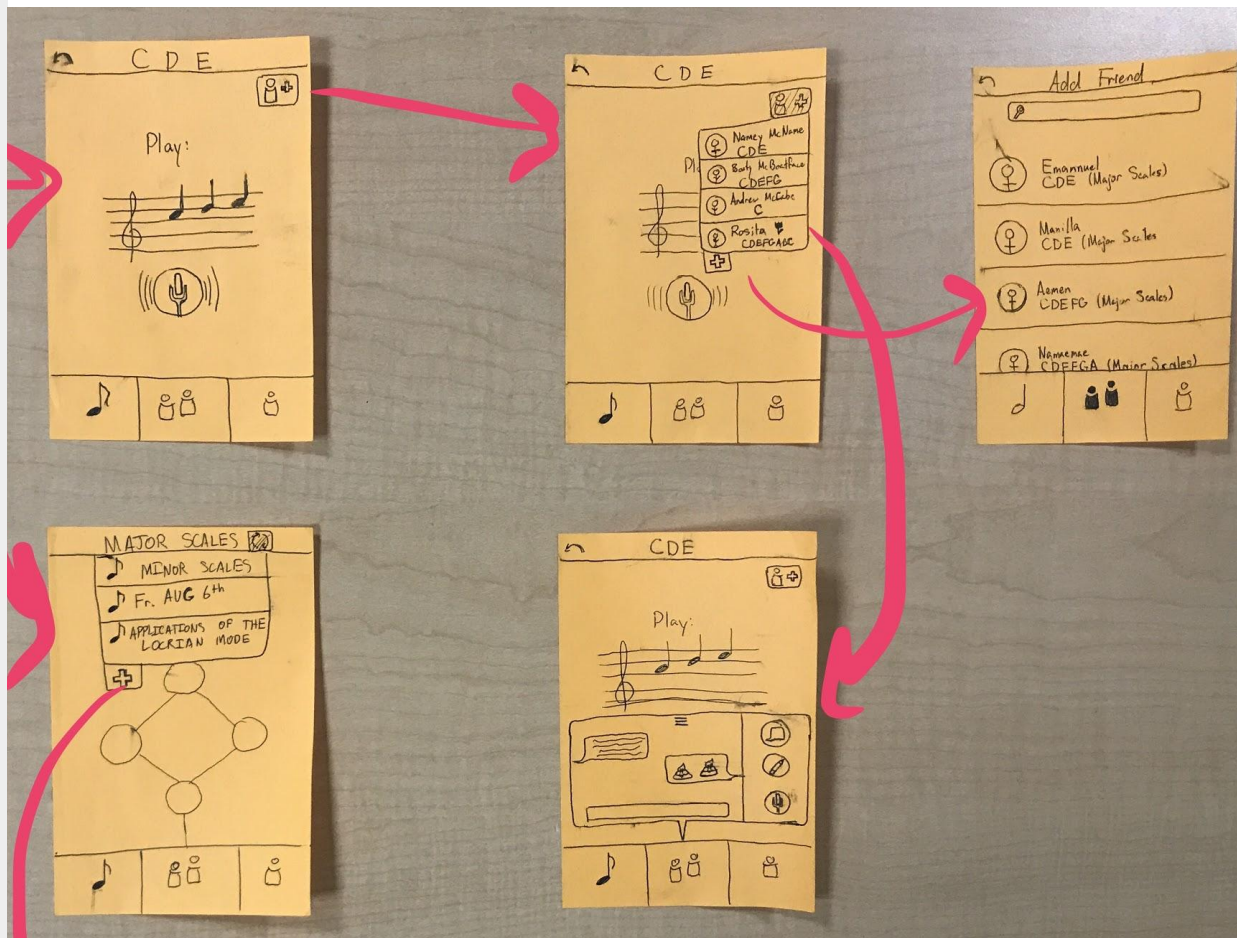 C D E
Play:
CDE
Namey McName
CDE
Boaty McBoatface
CDEFG
Andrew McCabe
C
Rosita
CDEFGABC
Pl
Add Friend
Emannuel
CDE (Major Scales)
Manilla
CDE (Major Scales
Aamen
CDEFG (Major Scales)
CDEFGA (Major Scales)
MAJOR SCALES
MINOR SCALES
Fr. AUG 6th
APPLICATIONS OF THE
LOCRIAN MODE
CDE
Play: